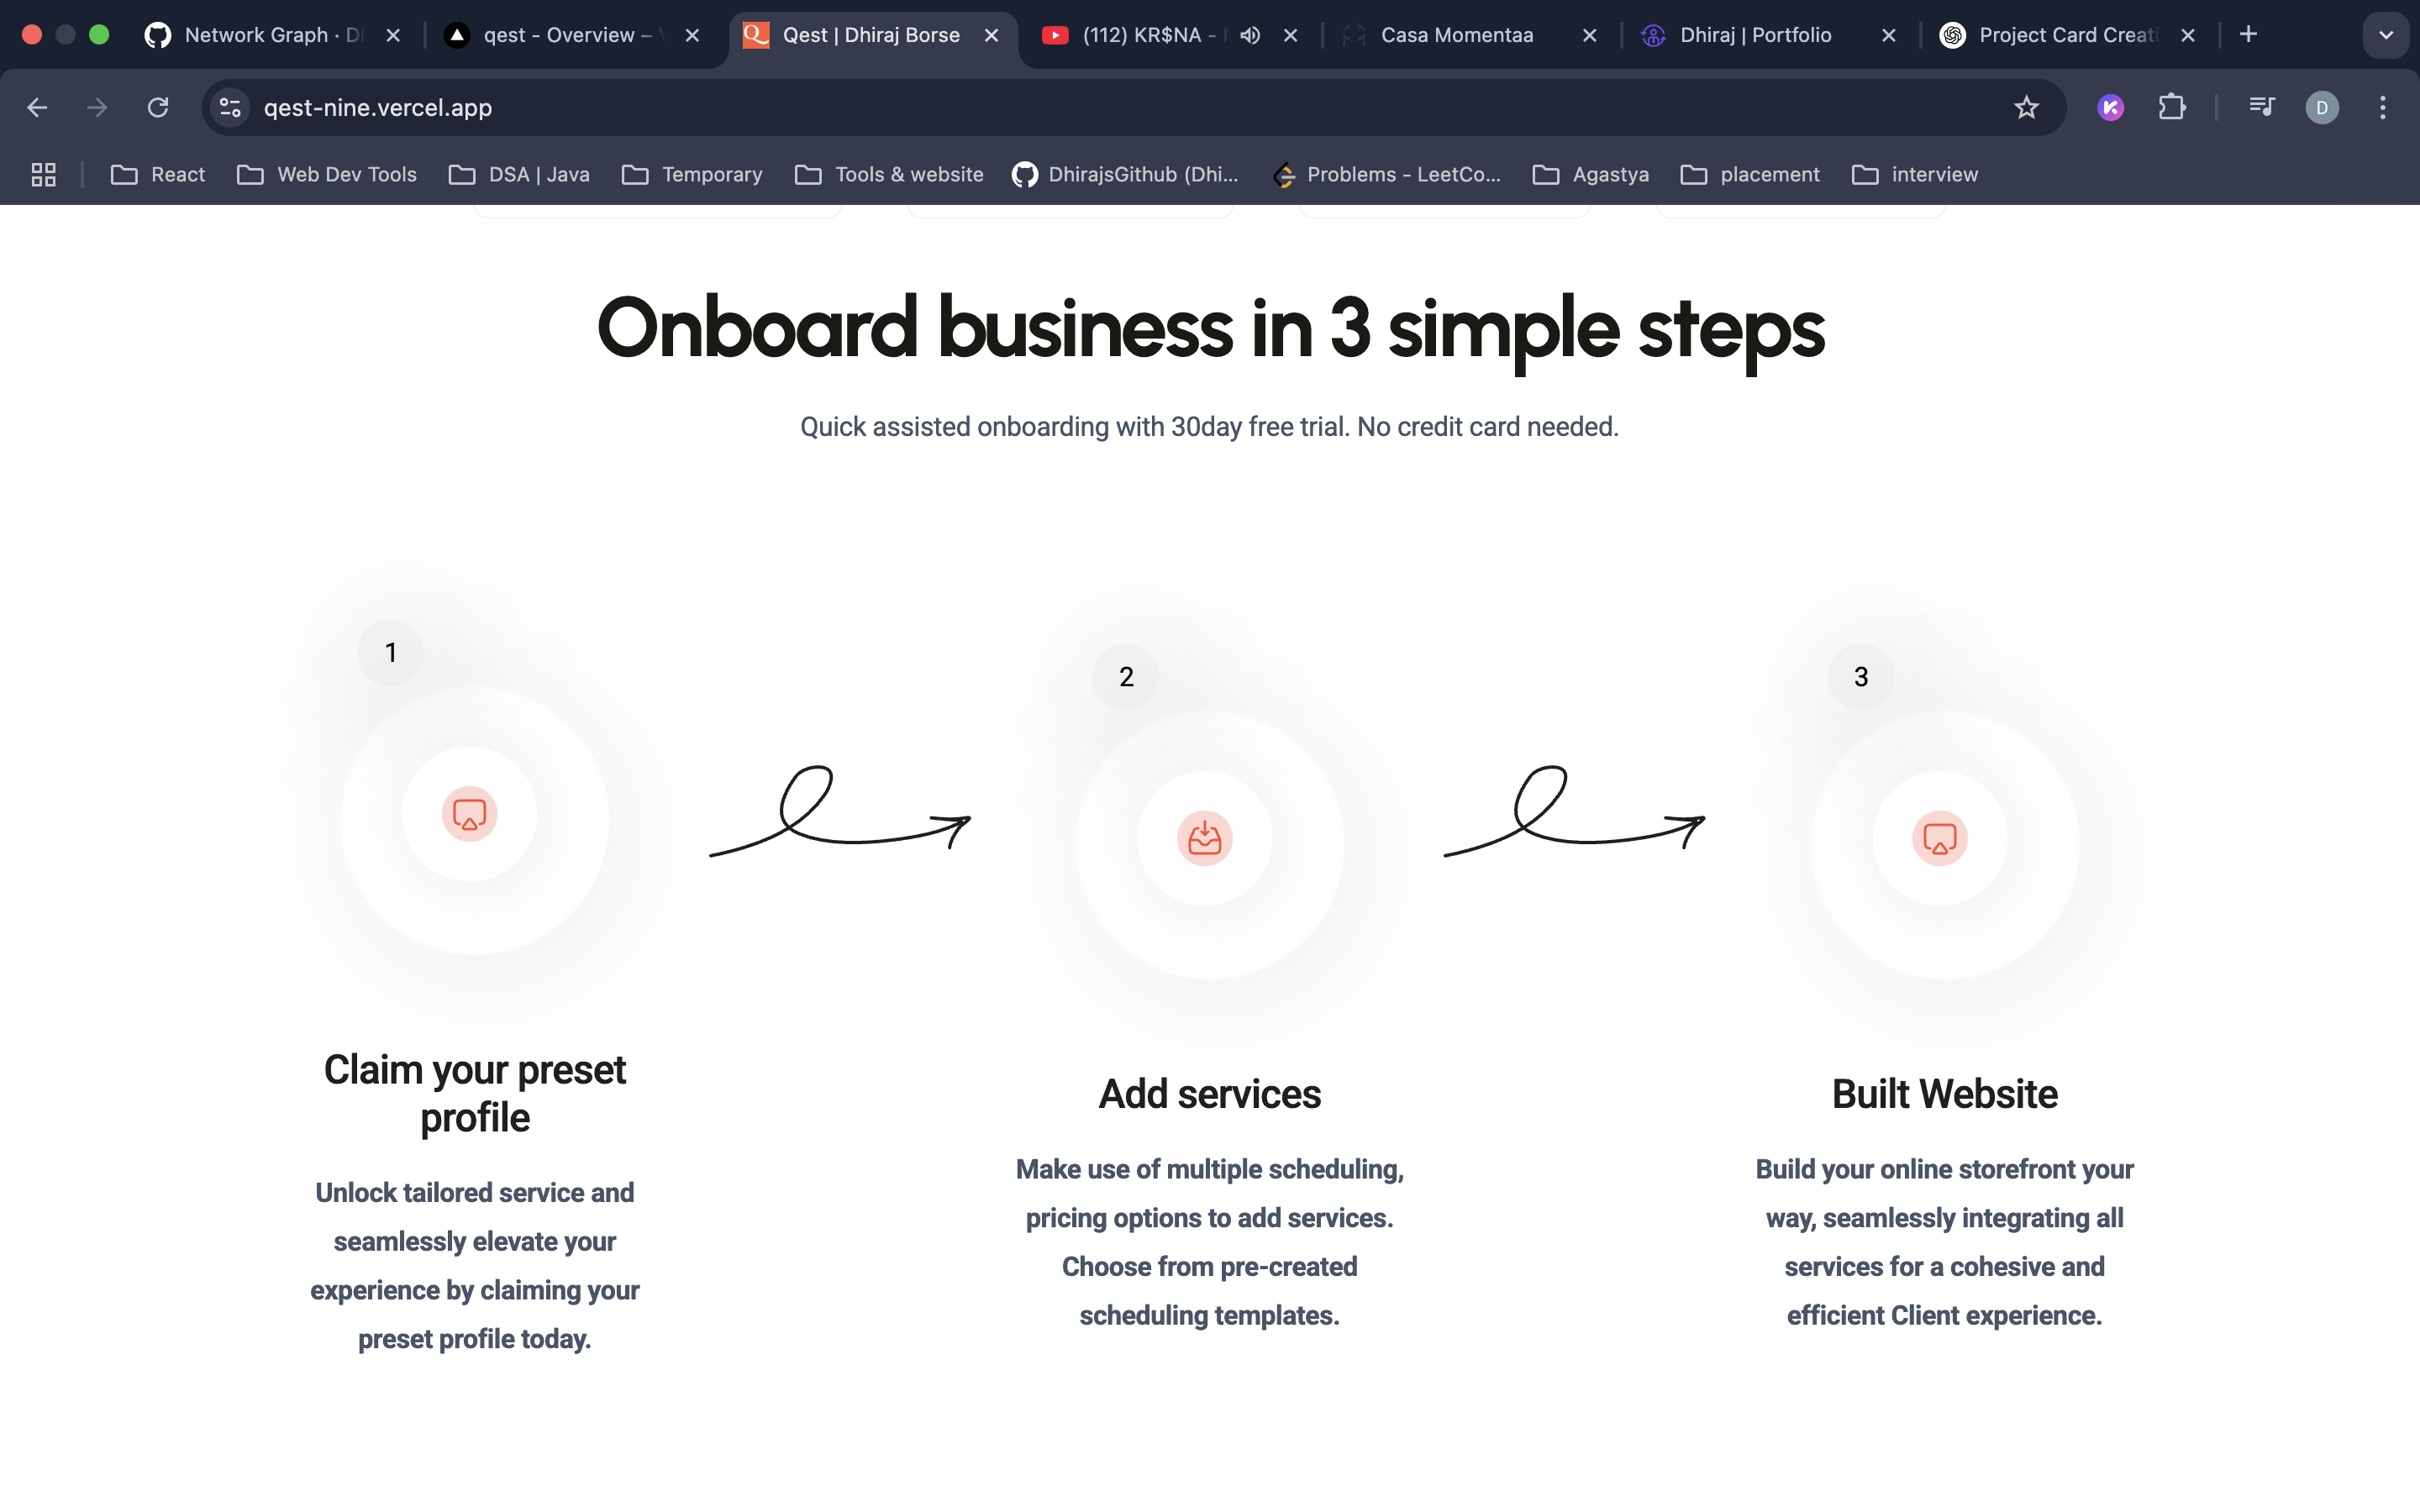 Network Graph · D
qest - Overview –
Qest | Dhiraj Borse
(112) KR$NA -
Casa Momentaa
Dhiraj | Portfolio
Project Card Creati
qest-nine.vercel.app
D
React
Web Dev Tools
DSA | Java
Temporary
Tools & website
DhirajsGithub (Dhi...
Problems - LeetCo...
Agastya
placement
interview
Onboard business in 3 simple steps
Quick assisted onboarding with 30day free trial. No credit card needed.
1
Claim your preset
profile
Unlock tailored service and
seamlessly elevate your
experience by claiming your
preset profile today.
2
Add services
Make use of multiple scheduling,
pricing options to add services.
Choose from pre-created
scheduling templates.
3
Built Website
Build your online storefront your
way, seamlessly integrating all
services for a cohesive and
efficient Client experience.